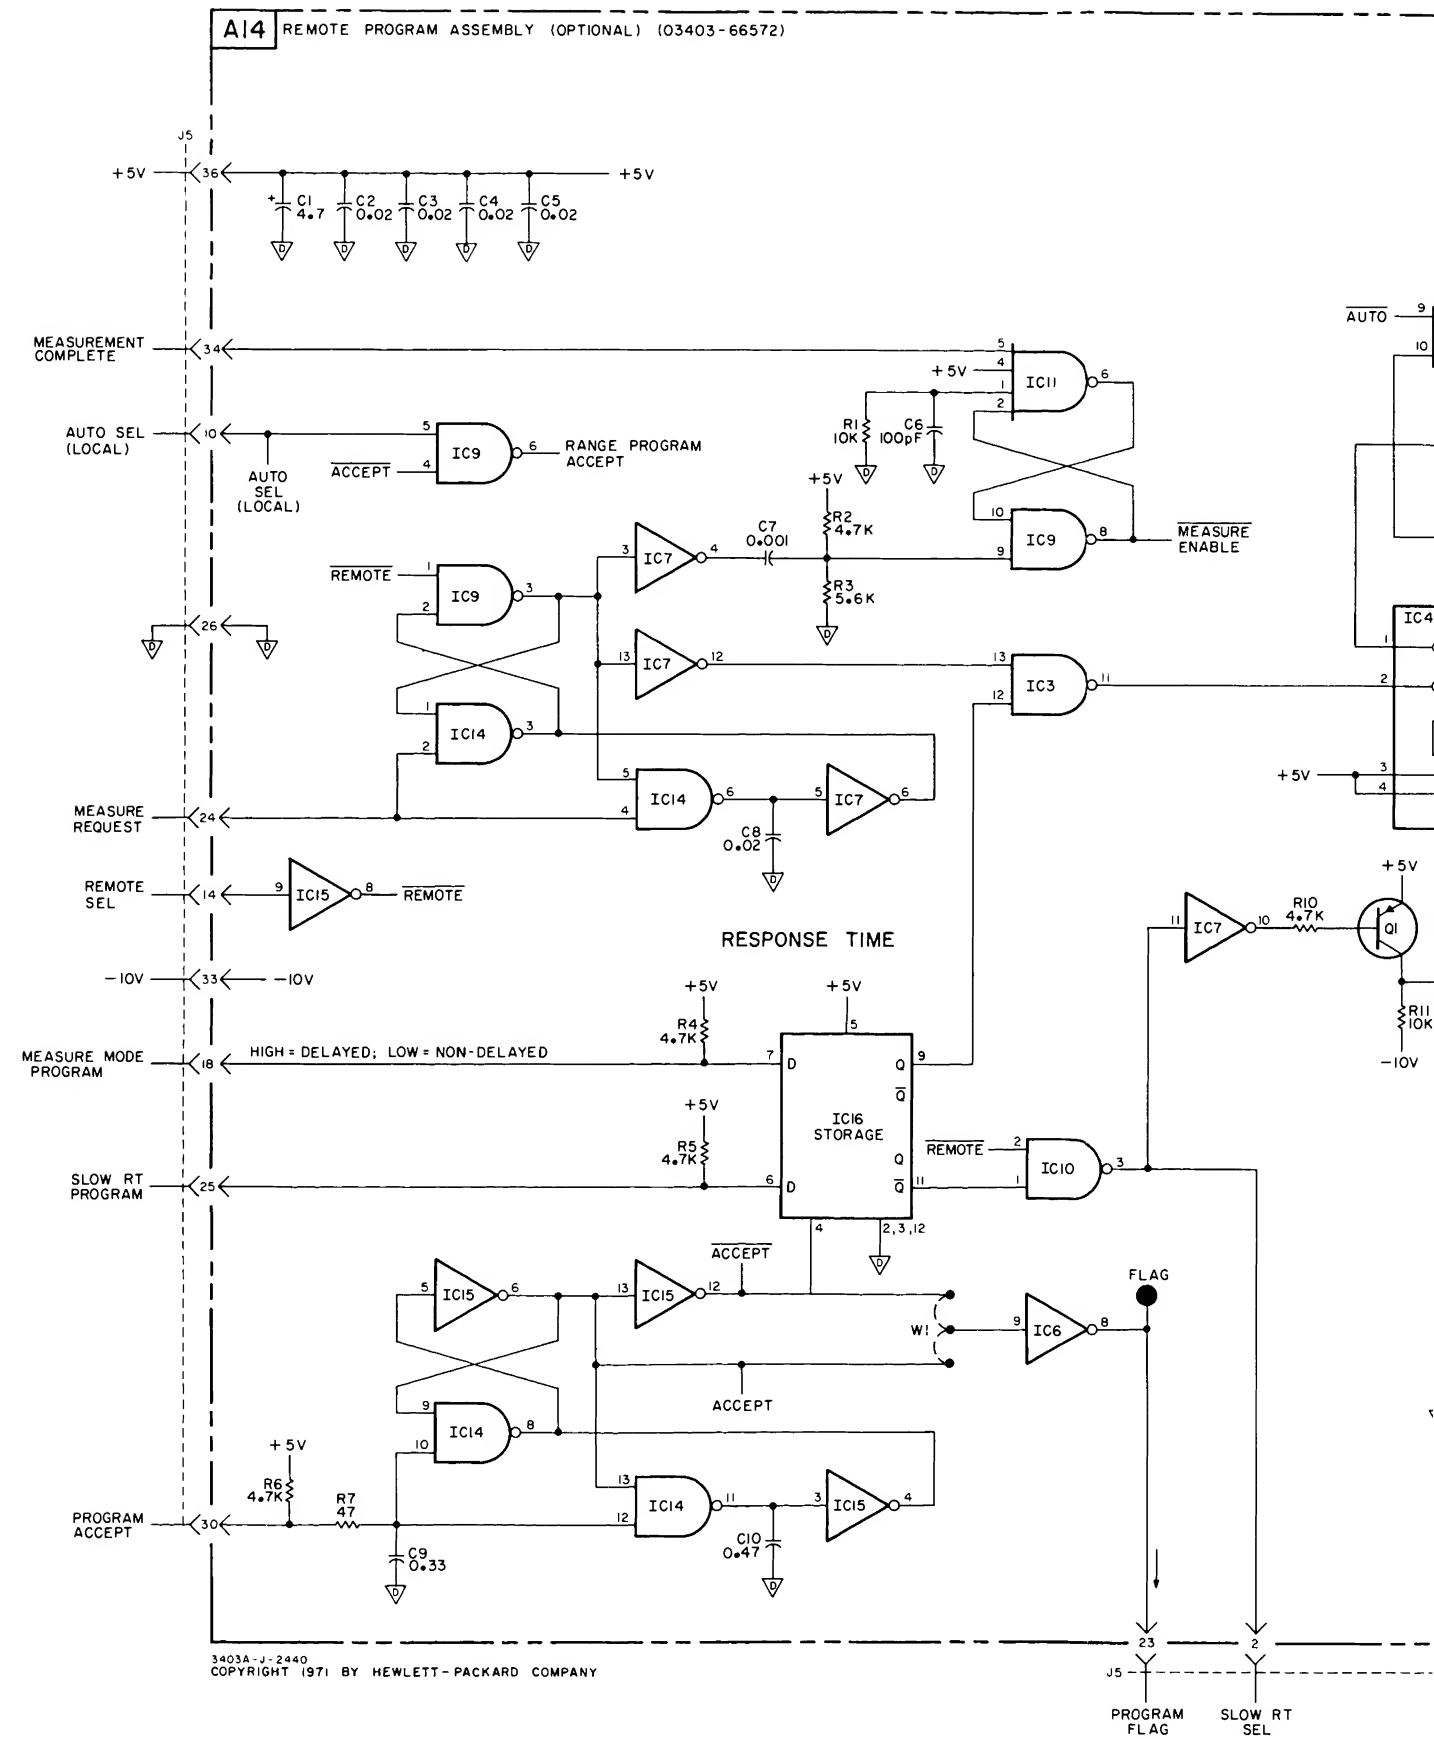 A14 REMOTE PROGRAM ASSEMBLY (OPTIONAL) (03403-66572)
J5
+5V 36 +5V
+ C1 4.7
C2 0.02
C3 0.02
C4 0.02
C5 0.02
D D D D D
AUTO 9
10
MEASUREMENT COMPLETE
34
5
+5V 4
1
2
IC11
6
R1 10K
C6 100pF
D D
AUTO SEL (LOCAL)
10
AUTO SEL (LOCAL)
5
ACCEPT 4
IC9
6 RANGE PROGRAM ACCEPT
+5V
R2 4.7K
C7 0.001
3 IC7 4
10
9
IC9
8
MEASURE ENABLE
R3 5.6K
D
REMOTE 1
2
IC9
3
26
D D
13 IC7 12
13
12
IC3
11
IC4
1
2
+5V 3
4
1
2
IC14
3
5
4
IC14
6
5 IC7 6
C8 0.02
D
MEASURE REQUEST
24
REMOTE SEL
14
9 IC15 8 REMOTE
-10V 33 -10V
RESPONSE TIME
+5V
11 IC7 10
R10 4.7K
Q1
R11 10K
-10V
MEASURE MODE PROGRAM
18
HIGH = DELAYED; LOW = NON-DELAYED
+5V
R4 4.7K
+5V
5
7 D
Q 9
Q
IC16 STORAGE
+5V
R5 4.7K
SLOW RT PROGRAM
25
6 D
Q
Q 11
4
2,3,12
D
REMOTE 2
1
IC10
3
ACCEPT
5 IC15 6
13 IC15 12
W1
ACCEPT
9 IC6 8
FLAG
9
10
IC14
8
+5V
R6 4.7K
R7 47
PROGRAM ACCEPT
30
C9 0.33
D
13
12
IC14
11
3 IC15 4
C10 0.47
D
23 2
J5
PROGRAM FLAG
SLOW RT SEL
3403A-J-2440
COPYRIGHT 1971 BY HEWLETT-PACKARD COMPANY